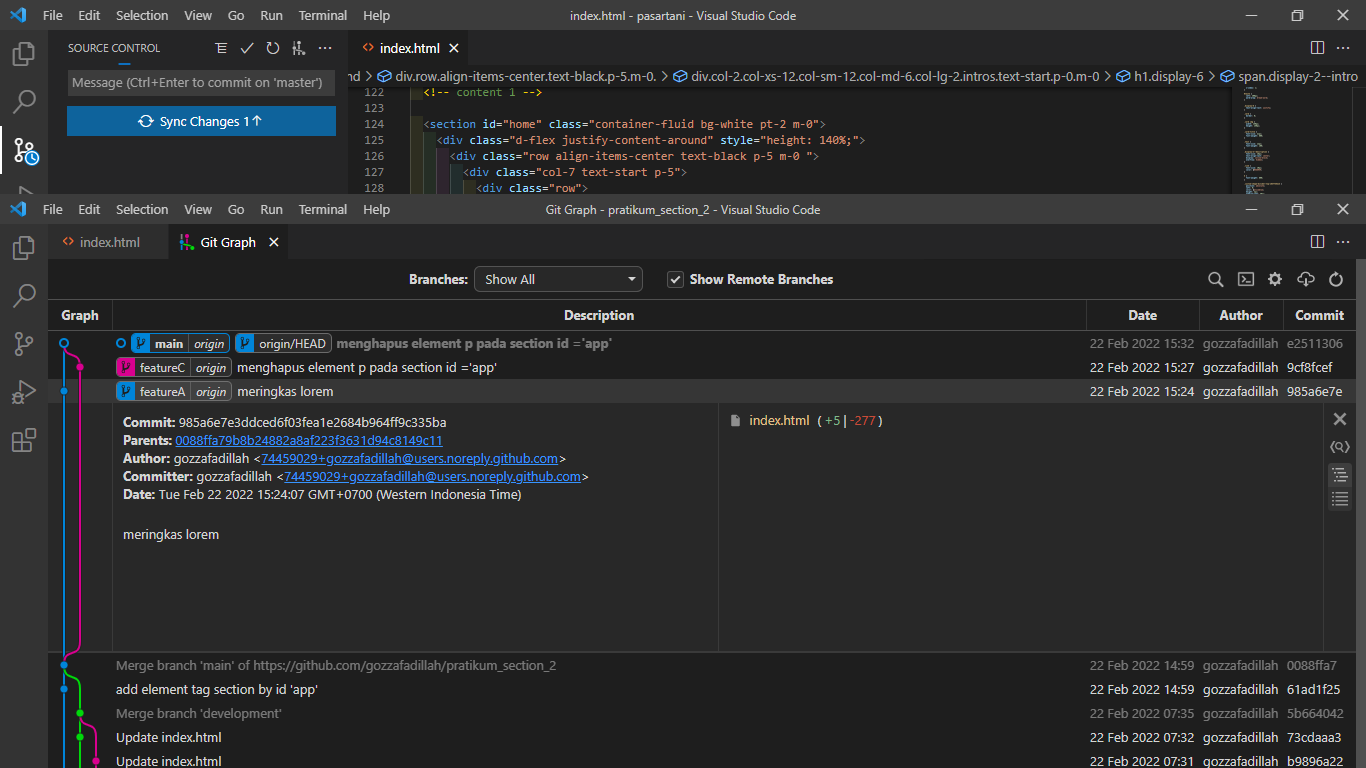 File Edit Selection View Go Run Terminal Help index.html - pasartani - Visual Studio Code
SOURCE CONTROL
index.html
Message (Ctrl+Enter to commit on 'master')
nd > div.row.align-items-center.text-black.p-5.m-0. > div.col-2.col-xs-12.col-sm-12.col-md-6.col-lg-2.intros.text-start.p-0.m-0 > h1.display-6 > span.display-2--intro
Sync Changes 1↑
122 <!-- content 1 -->
123
124 <section id="home" class="container-fluid bg-white pt-2 m-0">
125 <div class="d-flex justify-content-around" style="height: 140%;">
126 <div class="row align-items-center text-black p-5 m-0 ">
127 <div class="col-7 text-start p-5">
128 <div class="row">
File Edit Selection View Go Run Terminal Help Git Graph - pratikum_section_2 - Visual Studio Code
index.html Git Graph
Branches: Show All Show Remote Branches
Graph Description Date Author Commit
main origin origin/HEAD menghapus element p pada section id ='app' 22 Feb 2022 15:32 gozzafadillah e2511306
featureC origin menghapus element p pada section id ='app' 22 Feb 2022 15:27 gozzafadillah 9cf8fcef
featureA origin meringkas lorem 22 Feb 2022 15:24 gozzafadillah 985a6e7e
Commit: 985a6e7e3ddced6f03fea1e2684b964ff9c335ba
Parents: 0088ffa79b8b24882a8af223f3631d94c8149c11
Author: gozzafadillah <74459029+gozzafadillah@users.noreply.github.com>
Committer: gozzafadillah <74459029+gozzafadillah@users.noreply.github.com>
Date: Tue Feb 22 2022 15:24:07 GMT+0700 (Western Indonesia Time)
meringkas lorem
index.html (+5|-277)
Merge branch 'main' of https://github.com/gozzafadillah/pratikum_section_2 22 Feb 2022 14:59 gozzafadillah 0088ffa7
add element tag section by id 'app' 22 Feb 2022 14:59 gozzafadillah 61ad1f25
Merge branch 'development' 22 Feb 2022 07:35 gozzafadillah 5b664042
Update index.html 22 Feb 2022 07:32 gozzafadillah 73cdaaa3
Update index.html 22 Feb 2022 07:31 gozzafadillah b9896a22